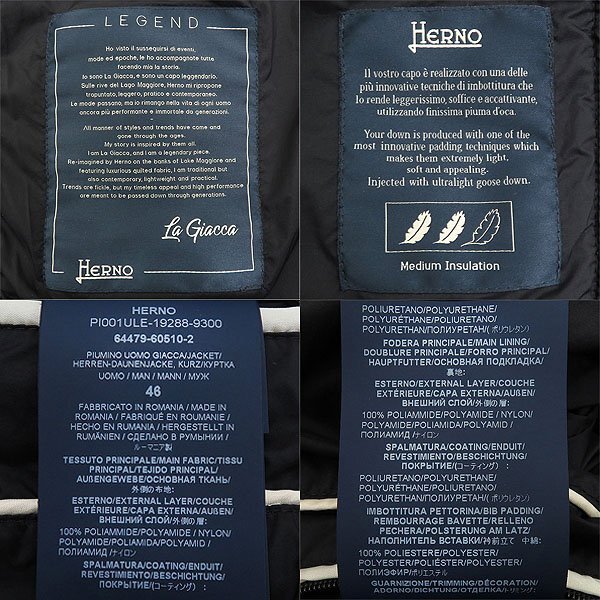 LEGEND
Ho visto il susseguirsi di eventi,
mode ed epoche, le ho accompagnate tutte
facendo mia la storia.
Io sono La Giacca, e sono un capo leggendario.
Sulle rive del Lago Maggiore, Herno mi ripropone
trapuntato, leggero, pratico e contemporaneo.
Le mode passano, ma io rimango nella vita di ogni uomo
ancora più performante e immortale da generazioni.
-
All manner of styles and trends have come and
gone through the ages.
My story is inspired by them all.
I am La Giacca, and I am a legendary piece.
Re-imagined by Herno on the banks of Lake Maggiore and
featuring luxurious quilted fabric, I am traditional but
also contemporary, lightweight and practical.
Trends are fickle, but my timeless appeal and high performance
are meant to be passed down through generations.
La Giacca
HERNO
HERNO
Il vostro capo è realizzato con una delle
più innovative tecniche di imbottitura che
lo rende leggerissimo, soffice e accattivante,
utilizzando finissima piuma d'oca.
Your down is produced with one of the
most innovative padding techniques which
makes them extremely light,
soft and appealing.
Injected with ultralight goose down.
Medium Insulation
HERNO
PI001ULE-19288-9300
64479-60510-2
PIUMINO UOMO GIACCA/JACKET/
HERREN-DAUNENJACKE, KURZ/КУРТКА
UOMO / MAN / MANN / МУЖ
46
FABBRICATO IN ROMANIA / MADE IN
ROMANIA / FABRIQUÉ EN ROUMANIE /
HECHO EN RUMANIA / HERGESTELLT IN
RUMÄNIEN / СДЕЛАНО В РУМЫНИИ /
ルーマニア製
TESSUTO PRINCIPALE/MAIN FABRIC/TISSU
PRINCIPAL/TEJIDO PRINCIPAL/
AUßENGEWEBE/ОСНОВНАЯ ТКАНЬ/
外側の布地:
ESTERNO/EXTERNAL LAYER/COUCHE
EXTÉRIEURE/CAPA EXTERNA/AUßEN/
ВНЕШНИЙ СЛОЙ/外側の層:
100% POLIAMMIDE/POLYAMIDE / NYLON/
POLYAMIDE/POLIAMIDA/POLYAMID /
ПОЛИАМИД /ナイロン
SPALMATURA/COATING/ENDUIT/
REVESTIMIENTO/BESCHICHTUNG/
ПОКРЫТИЕ/(コーティング) :
POLIURETANO/POLYURETHANE/
POLYURÉTHANE/POLIURETANO/
POLYURETHAN/ПОЛИУРЕТАН/( ポリウレタン)
FODERA PRINCIPALE/MAIN LINING/
DOUBLURE PRINCIPALE/FORRO PRINCIPAL/
HAUPTFUTTER/ОСНОВНАЯ ПОДКЛАДКА/
裏地:
ESTERNO/EXTERNAL LAYER/COUCHE
EXTÉRIEURE/CAPA EXTERNA/AUßEN/
ВНЕШНИЙ СЛОЙ/外側の層:
100% POLIAMMIDE/POLYAMIDE / NYLON/
POLYAMIDE/POLIAMIDA/POLYAMID /
ПОЛИАМИД /ナイロン
SPALMATURA/COATING/ENDUIT/
REVESTIMIENTO/BESCHICHTUNG/
ПОКРЫТИЕ/(コーティング) :
POLIURETANO/POLYURETHANE/
POLYURÉTHANE/POLIURETANO/
POLYURETHAN/ПОЛИУРЕТАН/( ポリウレタン)
IMBOTTITURA PETTORINA/BIB PADDING/
REMBOURRAGE BAVETTE/RELLENO
PECHERA/POLSTERUNG AM LATZ/
НАПОЛНИТЕЛЬ ВСТАВКИ/衿前立て 中綿:
100% POLIESTERE/POLYESTER/
POLYESTER/POLIÉSTER/POLYESTER/
ПОЛИЭФИР/ポリエステル
GUARNIZIONE/TRIMMING/DÉCORATION/
ADORNO/DICHTUNG/ОТДЕЛКА/トリミング: